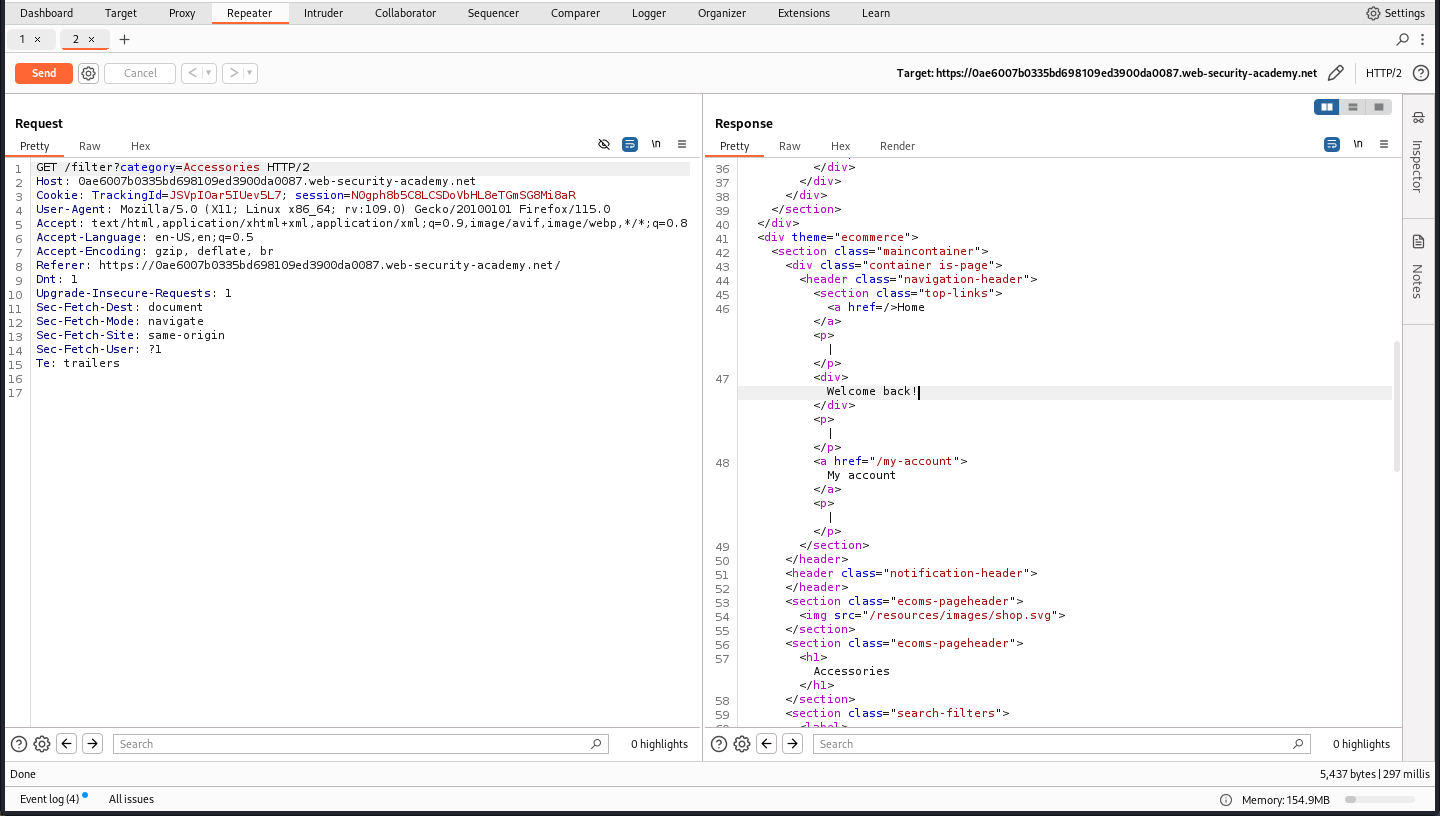 Dashboard Target Proxy Repeater Intruder Collaborator Sequencer Comparer Logger Organizer Extensions Learn Settings
1 × 2 × +
Send Cancel < > Target: https://0ae6007b0335bd698109ed3900da0087.web-security-academy.net HTTP/2
Request
Pretty Raw Hex \n
1 GET /filter?category=Accessories HTTP/2
2 Host: 0ae6007b0335bd698109ed3900da0087.web-security-academy.net
3 Cookie: TrackingId=JSVpIOar5IUev5L7; session=N0gph8b5C8LCSDoVbHL8eTGmSG8Mi8aR
4 User-Agent: Mozilla/5.0 (X11; Linux x86_64; rv:109.0) Gecko/20100101 Firefox/115.0
5 Accept: text/html,application/xhtml+xml,application/xml;q=0.9,image/avif,image/webp,*/*;q=0.8
6 Accept-Language: en-US,en;q=0.5
7 Accept-Encoding: gzip, deflate, br
8 Referer: https://0ae6007b0335bd698109ed3900da0087.web-security-academy.net/
9 Dnt: 1
10 Upgrade-Insecure-Requests: 1
11 Sec-Fetch-Dest: document
12 Sec-Fetch-Mode: navigate
13 Sec-Fetch-Site: same-origin
14 Sec-Fetch-User: ?1
15 Te: trailers
16
17
Search 0 highlights
Response
Pretty Raw Hex Render \n
36 </div>
37 </div>
38 </div>
39 </section>
40 </div>
41 <div theme="ecommerce">
42 <section class="maincontainer">
43 <div class="container is-page">
44 <header class="navigation-header">
45 <section class="top-links">
46 <a href=/>Home
</a>
<p>
|
</p>
47 <div>
Welcome back!
</div>
<p>
|
</p>
48 <a href="/my-account">
My account
</a>
<p>
|
</p>
49 </section>
50 </header>
51 <header class="notification-header">
52 </header>
53 <section class="ecoms-pageheader">
54 <img src="/resources/images/shop.svg">
55 </section>
56 <section class="ecoms-pageheader">
57 <h1>
Accessories
</h1>
58 </section>
59 <section class="search-filters">
60 <label>
Search 0 highlights
Inspector
Notes
Done 5,437 bytes | 297 millis
Event log (4) All issues Memory: 154.9MB